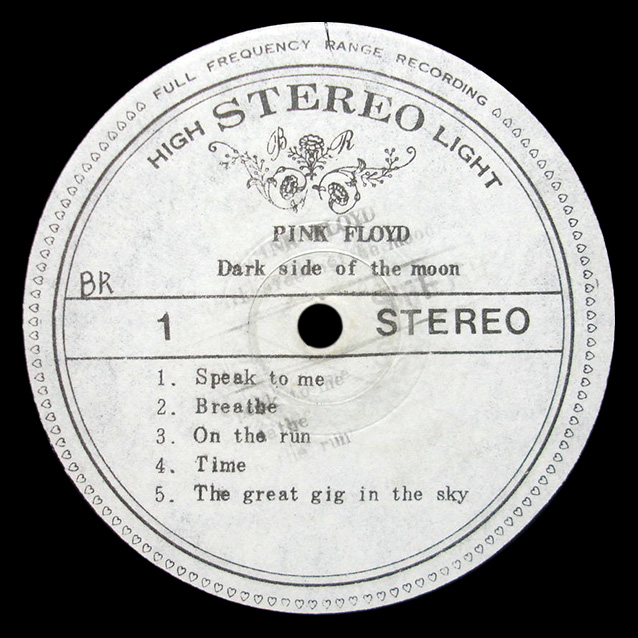 FULL FREQUENCY RANGE RECORDING
HIGH STEREO LIGHT
B R
PINK FLOYD
Dark side of the moon
BR
1 STEREO
1. Speak to me
2. Breathe
3. On the run
4. Time
5. The great gig in the sky